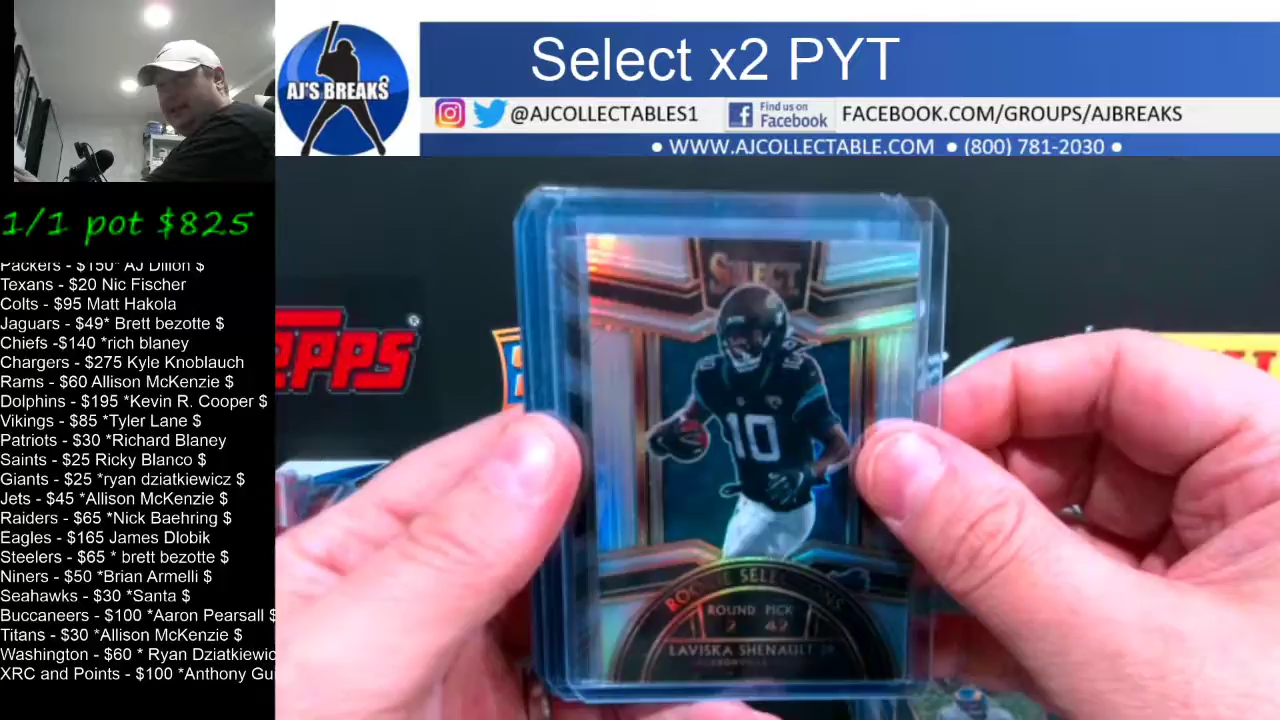 Select x2 PYT
AJ'S BREAKS
@AJCOLLECTABLES1
Find us on
Facebook
FACEBOOK.COM/GROUPS/AJBREAKS
• WWW.AJCOLLECTABLE.COM • (800) 781-2030 •
1/1 pot $825
Packers - $150* AJ Dillon $
Texans - $20 Nic Fischer
Colts - $95 Matt Hakola
Jaguars - $49* Brett bezotte $
Chiefs -$140 *rich blaney
Chargers - $275 Kyle Knoblauch
Rams - $60 Allison McKenzie $
Dolphins - $195 *Kevin R. Cooper $
Vikings - $85 *Tyler Lane $
Patriots - $30 *Richard Blaney
Saints - $25 Ricky Blanco $
Giants - $25 *ryan dziatkiewicz $
Jets - $45 *Allison McKenzie $
Raiders - $65 *Nick Baehring $
Eagles - $165 James Dlobik
Steelers - $65 * brett bezotte $
Niners - $50 *Brian Armelli $
Seahawks - $30 *Santa $
Buccaneers - $100 *Aaron Pearsall $
Titans - $30 *Allison McKenzie $
Washington - $60 * Ryan Dziatkiewic
XRC and Points - $100 *Anthony Gu
SELECT
10
ROOKIE SELECTIONS
ROUND PICK
2 42
LAVISKA SHENAULT JR